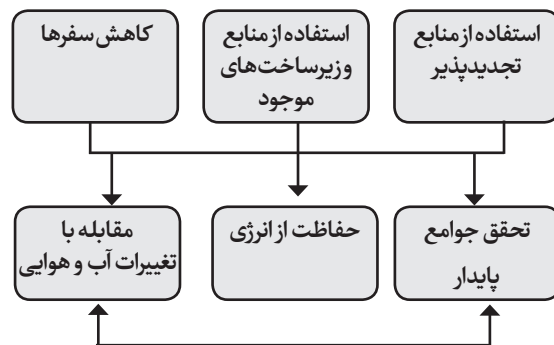 استفاده از منابع
تجدیدپذیر
استفاده از منابع
و زیرساخت‌های
موجود
کاهش سفرها
تحقق جوامع
پایدار
حفاظت از انرژی
مقابله با
تغییرات آب و هوایی